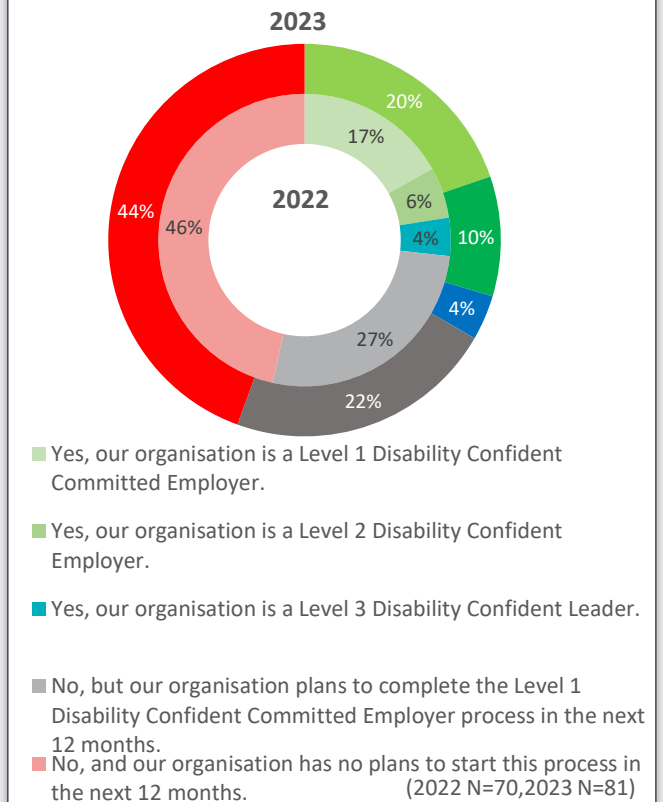 2023
20%
17%
2022
6%
44%
46%
4%
10%
4%
27%
22%
Yes, our organisation is a Level 1 Disability Confident
Committed Employer.
Yes, our organisation is a Level 2 Disability Confident
Employer.
Yes, our organisation is a Level 3 Disability Confident Leader.
No, but our organisation plans to complete the Level 1
Disability Confident Committed Employer process in the next
12 months.
No, and our organisation has no plans to start this process in
the next 12 months.
(2022 N=70,2023 N=81)